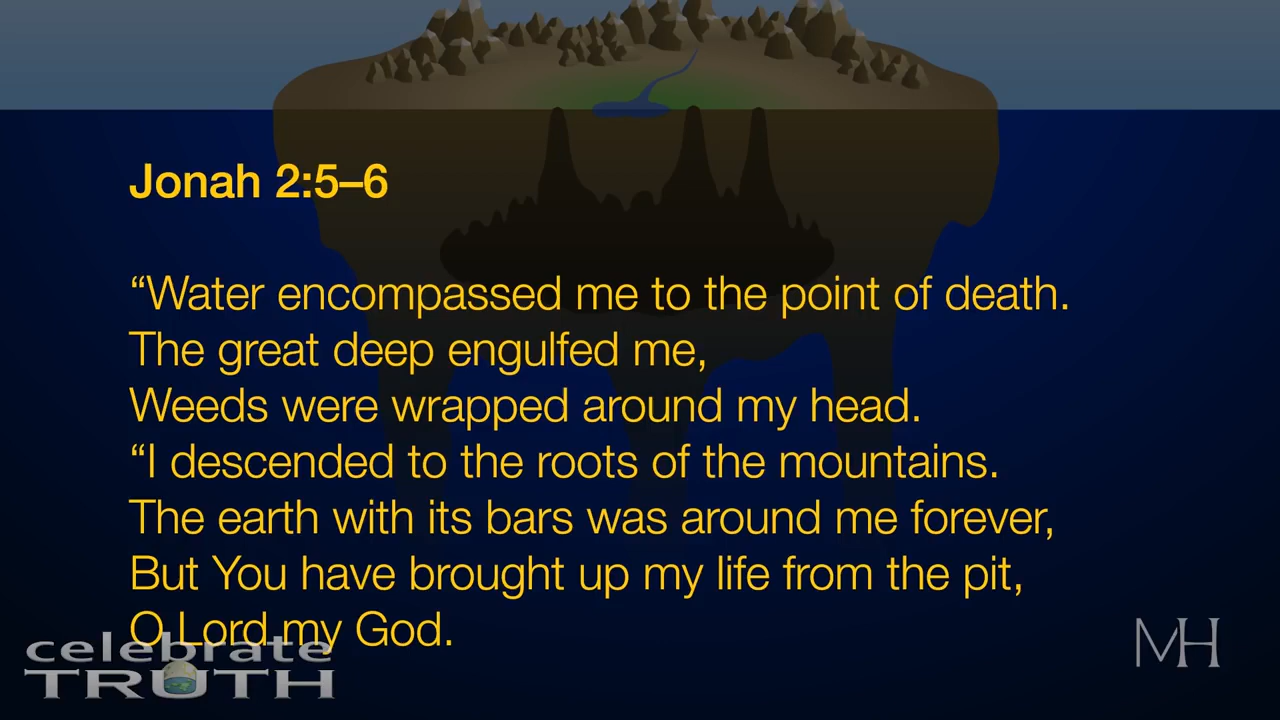 Jonah 2:5–6
“Water encompassed me to the point of death.
The great deep engulfed me,
Weeds were wrapped around my head.
“I descended to the roots of the mountains.
The earth with its bars was around me forever,
But You have brought up my life from the pit,
O Lord my God.
celebrate
TRUTH
MH